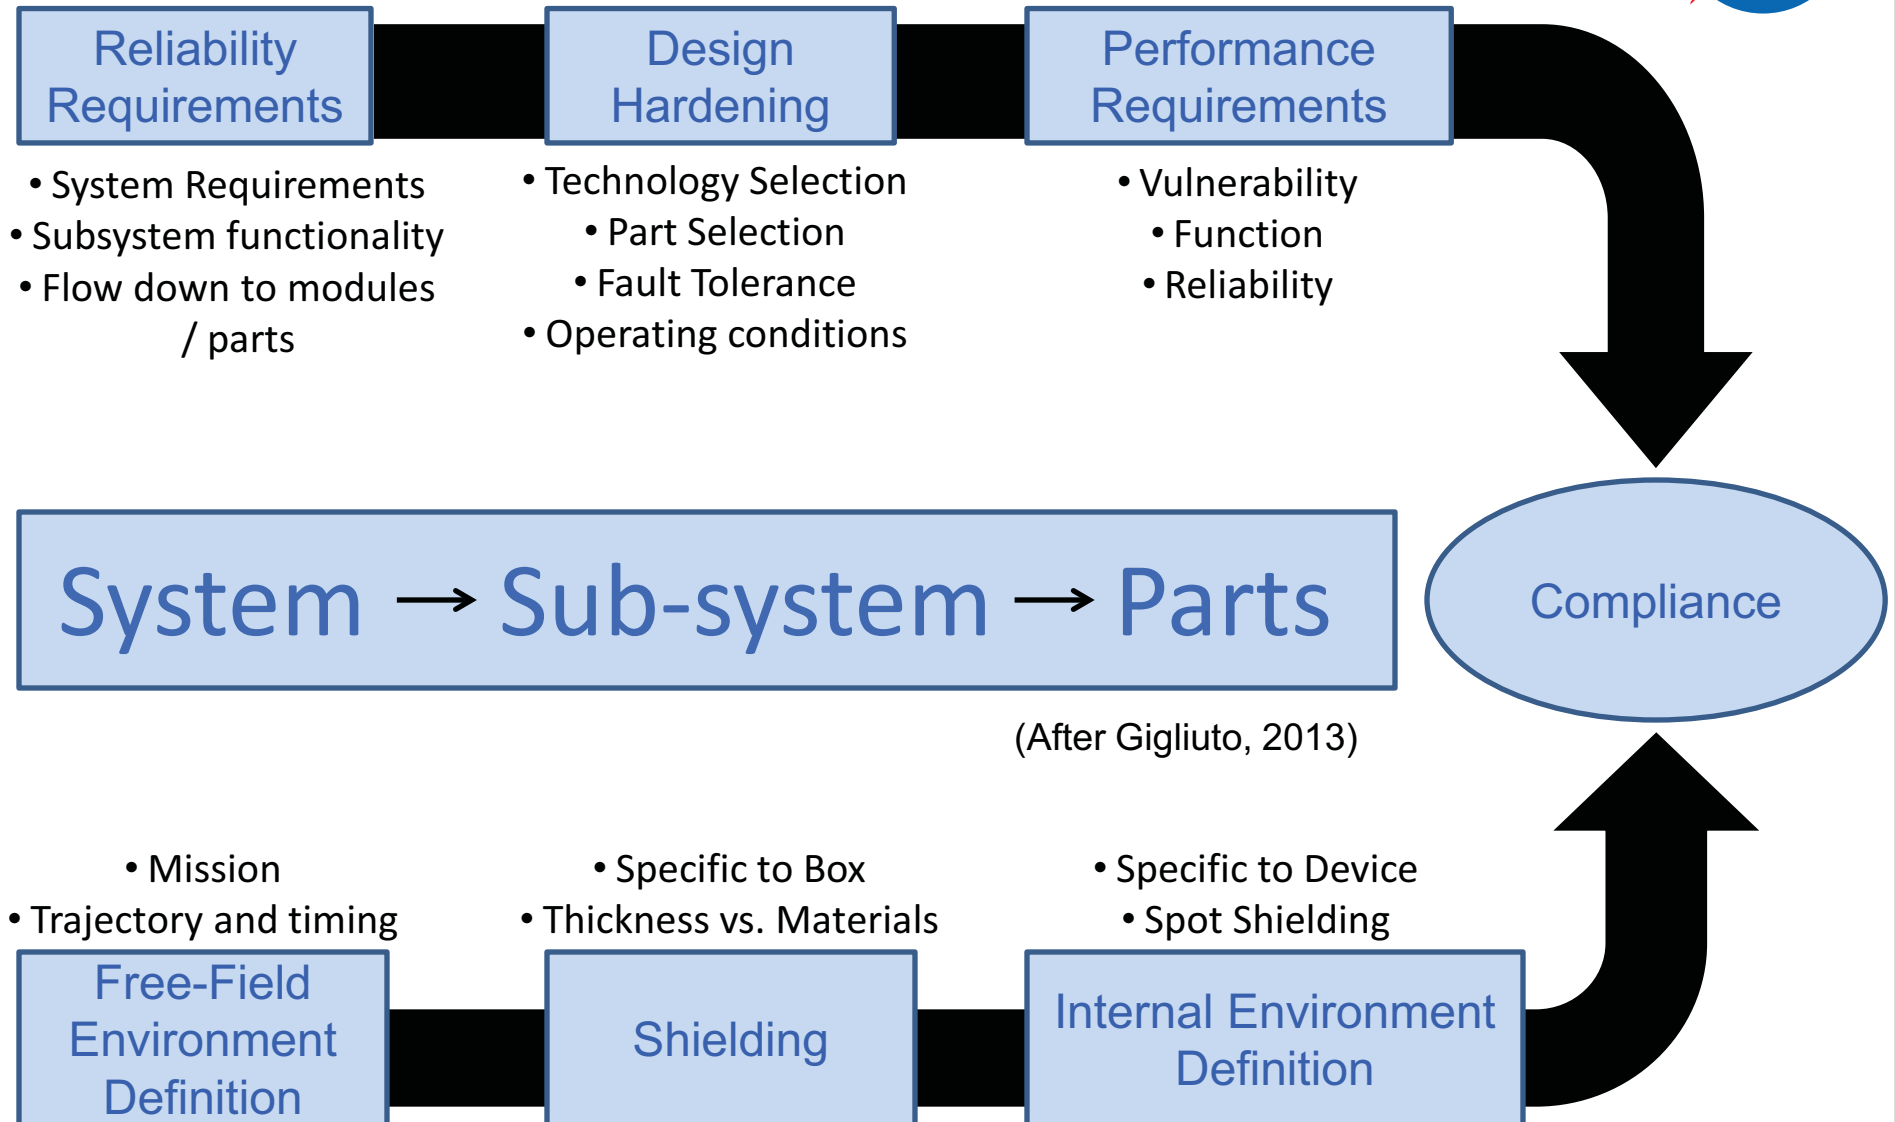 Reliability
Requirements
Design
Hardening
Performance
Requirements
• System Requirements
• Subsystem functionality
• Flow down to modules
/ parts
• Technology Selection
• Part Selection
• Fault Tolerance
• Operating conditions
• Vulnerability
• Function
• Reliability
System → Sub-system → Parts
Compliance
(After Gigliuto, 2013)
• Mission
• Trajectory and timing
• Specific to Box
• Thickness vs. Materials
• Specific to Device
• Spot Shielding
Free-Field
Environment
Definition
Shielding
Internal Environment
Definition